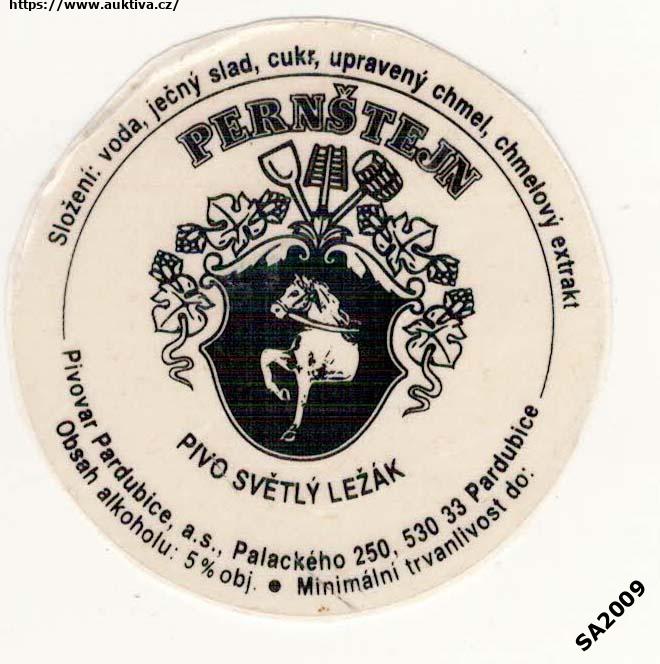 https://www.auktiva.cz/
Složení: voda, ječný slad, cukr, upravený chmel, chmelový extrakt
PERNŠTEJN
PIVO SVĚTLÝ LEŽÁK
Pivovar Pardubice, a.s., Palackého 250, 530 33 Pardubice
Obsah alkoholu: 5% obj. ● Minimální trvanlivost do:
SA2009